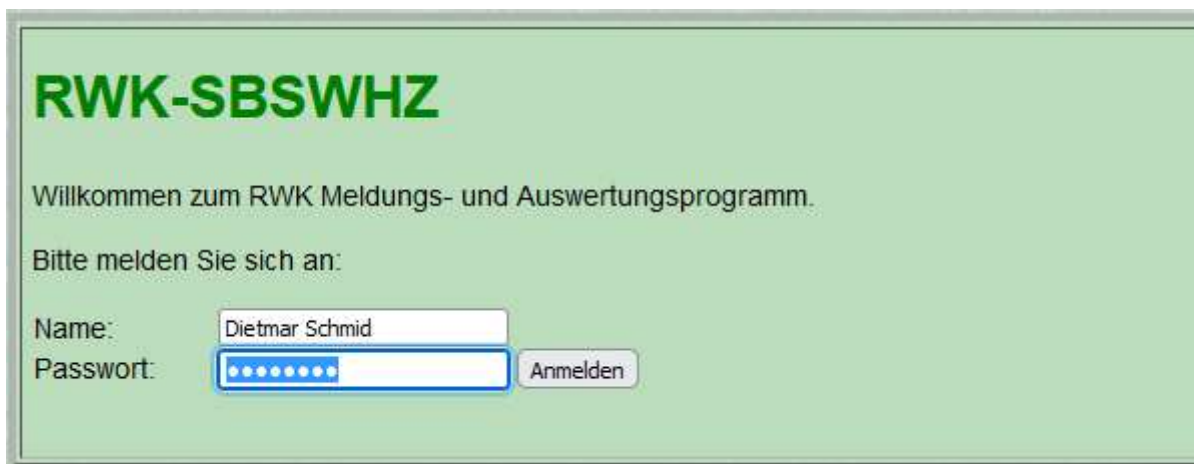 RWK-SBSWHZ
Willkommen zum RWK Meldungs- und Auswertungsprogramm.
Bitte melden Sie sich an:
Name: Dietmar Schmid
Passwort: •••••••• Anmelden